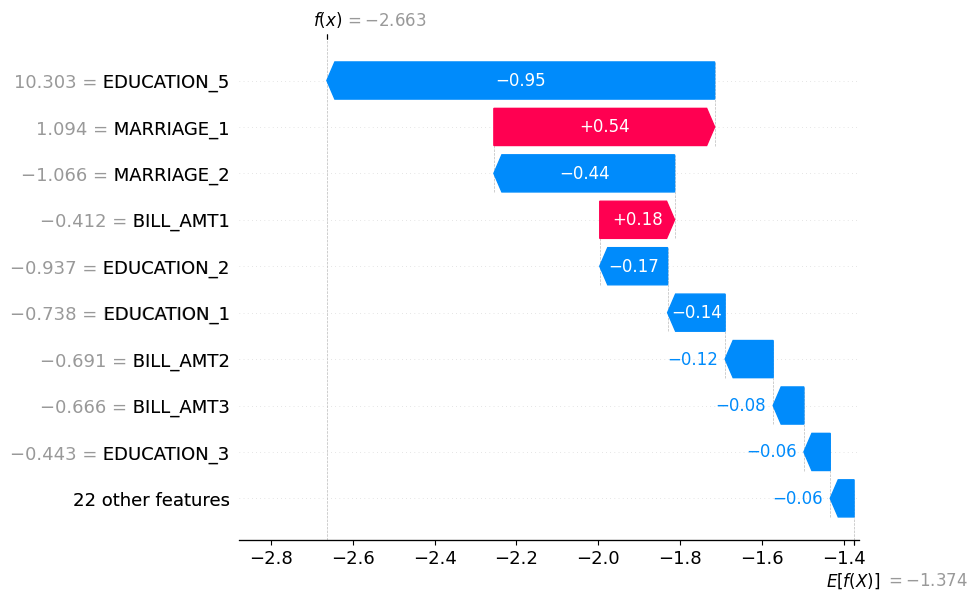 f(x) = −2.663
10.303 = EDUCATION_5 −0.95
1.094 = MARRIAGE_1 +0.54
−1.066 = MARRIAGE_2 −0.44
−0.412 = BILL_AMT1 +0.18
−0.937 = EDUCATION_2 −0.17
−0.738 = EDUCATION_1 −0.14
−0.691 = BILL_AMT2 −0.12
−0.666 = BILL_AMT3 −0.08
−0.443 = EDUCATION_3 −0.06
22 other features −0.06
−2.8 −2.6 −2.4 −2.2 −2.0 −1.8 −1.6 −1.4
E[f(X)] = −1.374